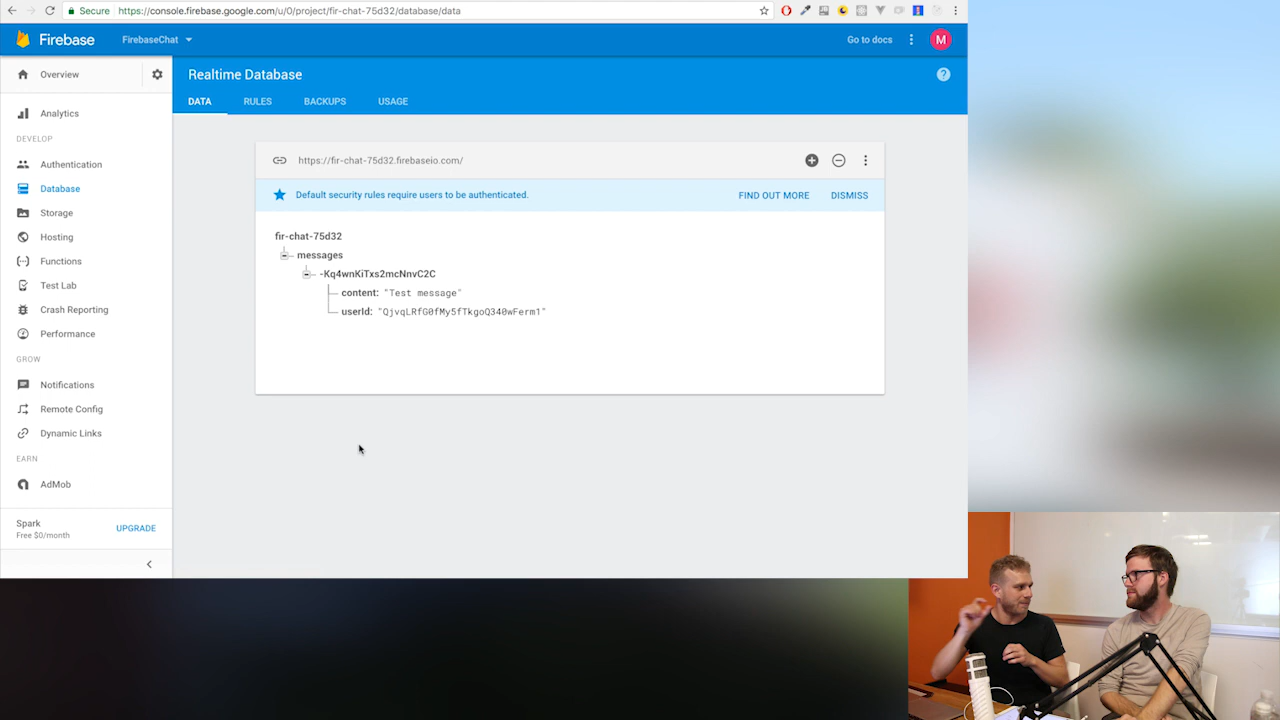 Secure https://console.firebase.google.com/u/0/project/fir-chat-75d32/database/data
Firebase FirebaseChat Go to docs M
Overview
Realtime Database ?
DATA RULES BACKUPS USAGE
Analytics
DEVELOP
Authentication
Database
Storage
Hosting
Functions
Test Lab
Crash Reporting
Performance
GROW
Notifications
Remote Config
Dynamic Links
EARN
AdMob
Spark
Free $0/month
UPGRADE
https://fir-chat-75d32.firebaseio.com/
Default security rules require users to be authenticated. FIND OUT MORE DISMISS
fir-chat-75d32
messages
-Kq4wnKiTxs2mcNnvC2C
content: "Test message"
userId: "QjvqLRfG0fMy5fTkgoQ340wFerm1"